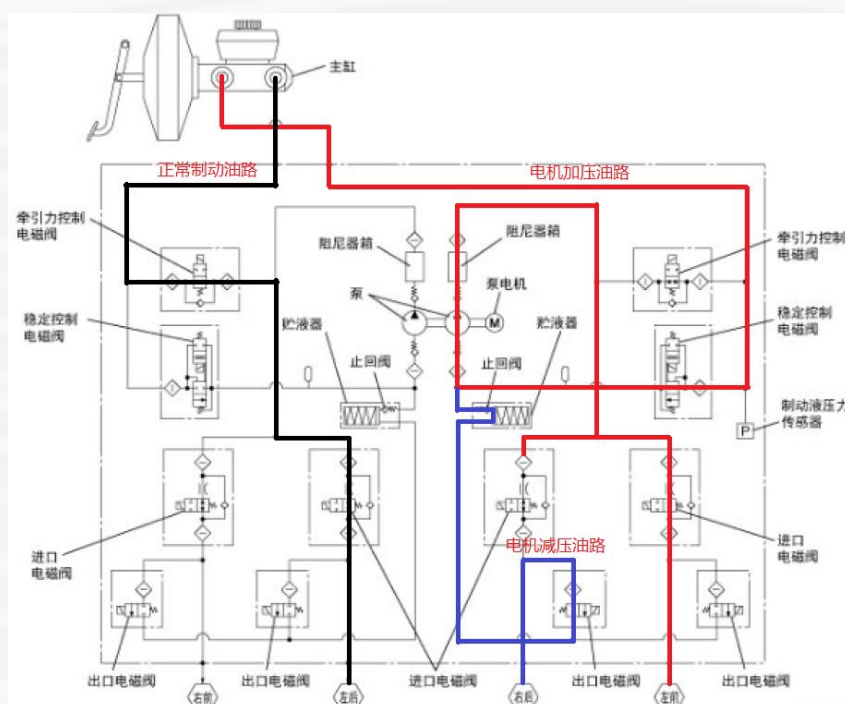 主缸
正常制动油路
电机加压油路
牵引力控制
电磁阀
阻尼器箱
阻尼器箱
牵引力控制
电磁阀
泵电机
泵
M
稳定控制
电磁阀
贮液器
贮液器
稳定控制
电磁阀
止回阀
止回阀
制动液压力
传感器
P
电机减压油路
进口
电磁阀
进口
电磁阀
出口电磁阀
出口电磁阀
进口电磁阀
出口电磁阀
出口电磁阀
右前
左后
右后
左前